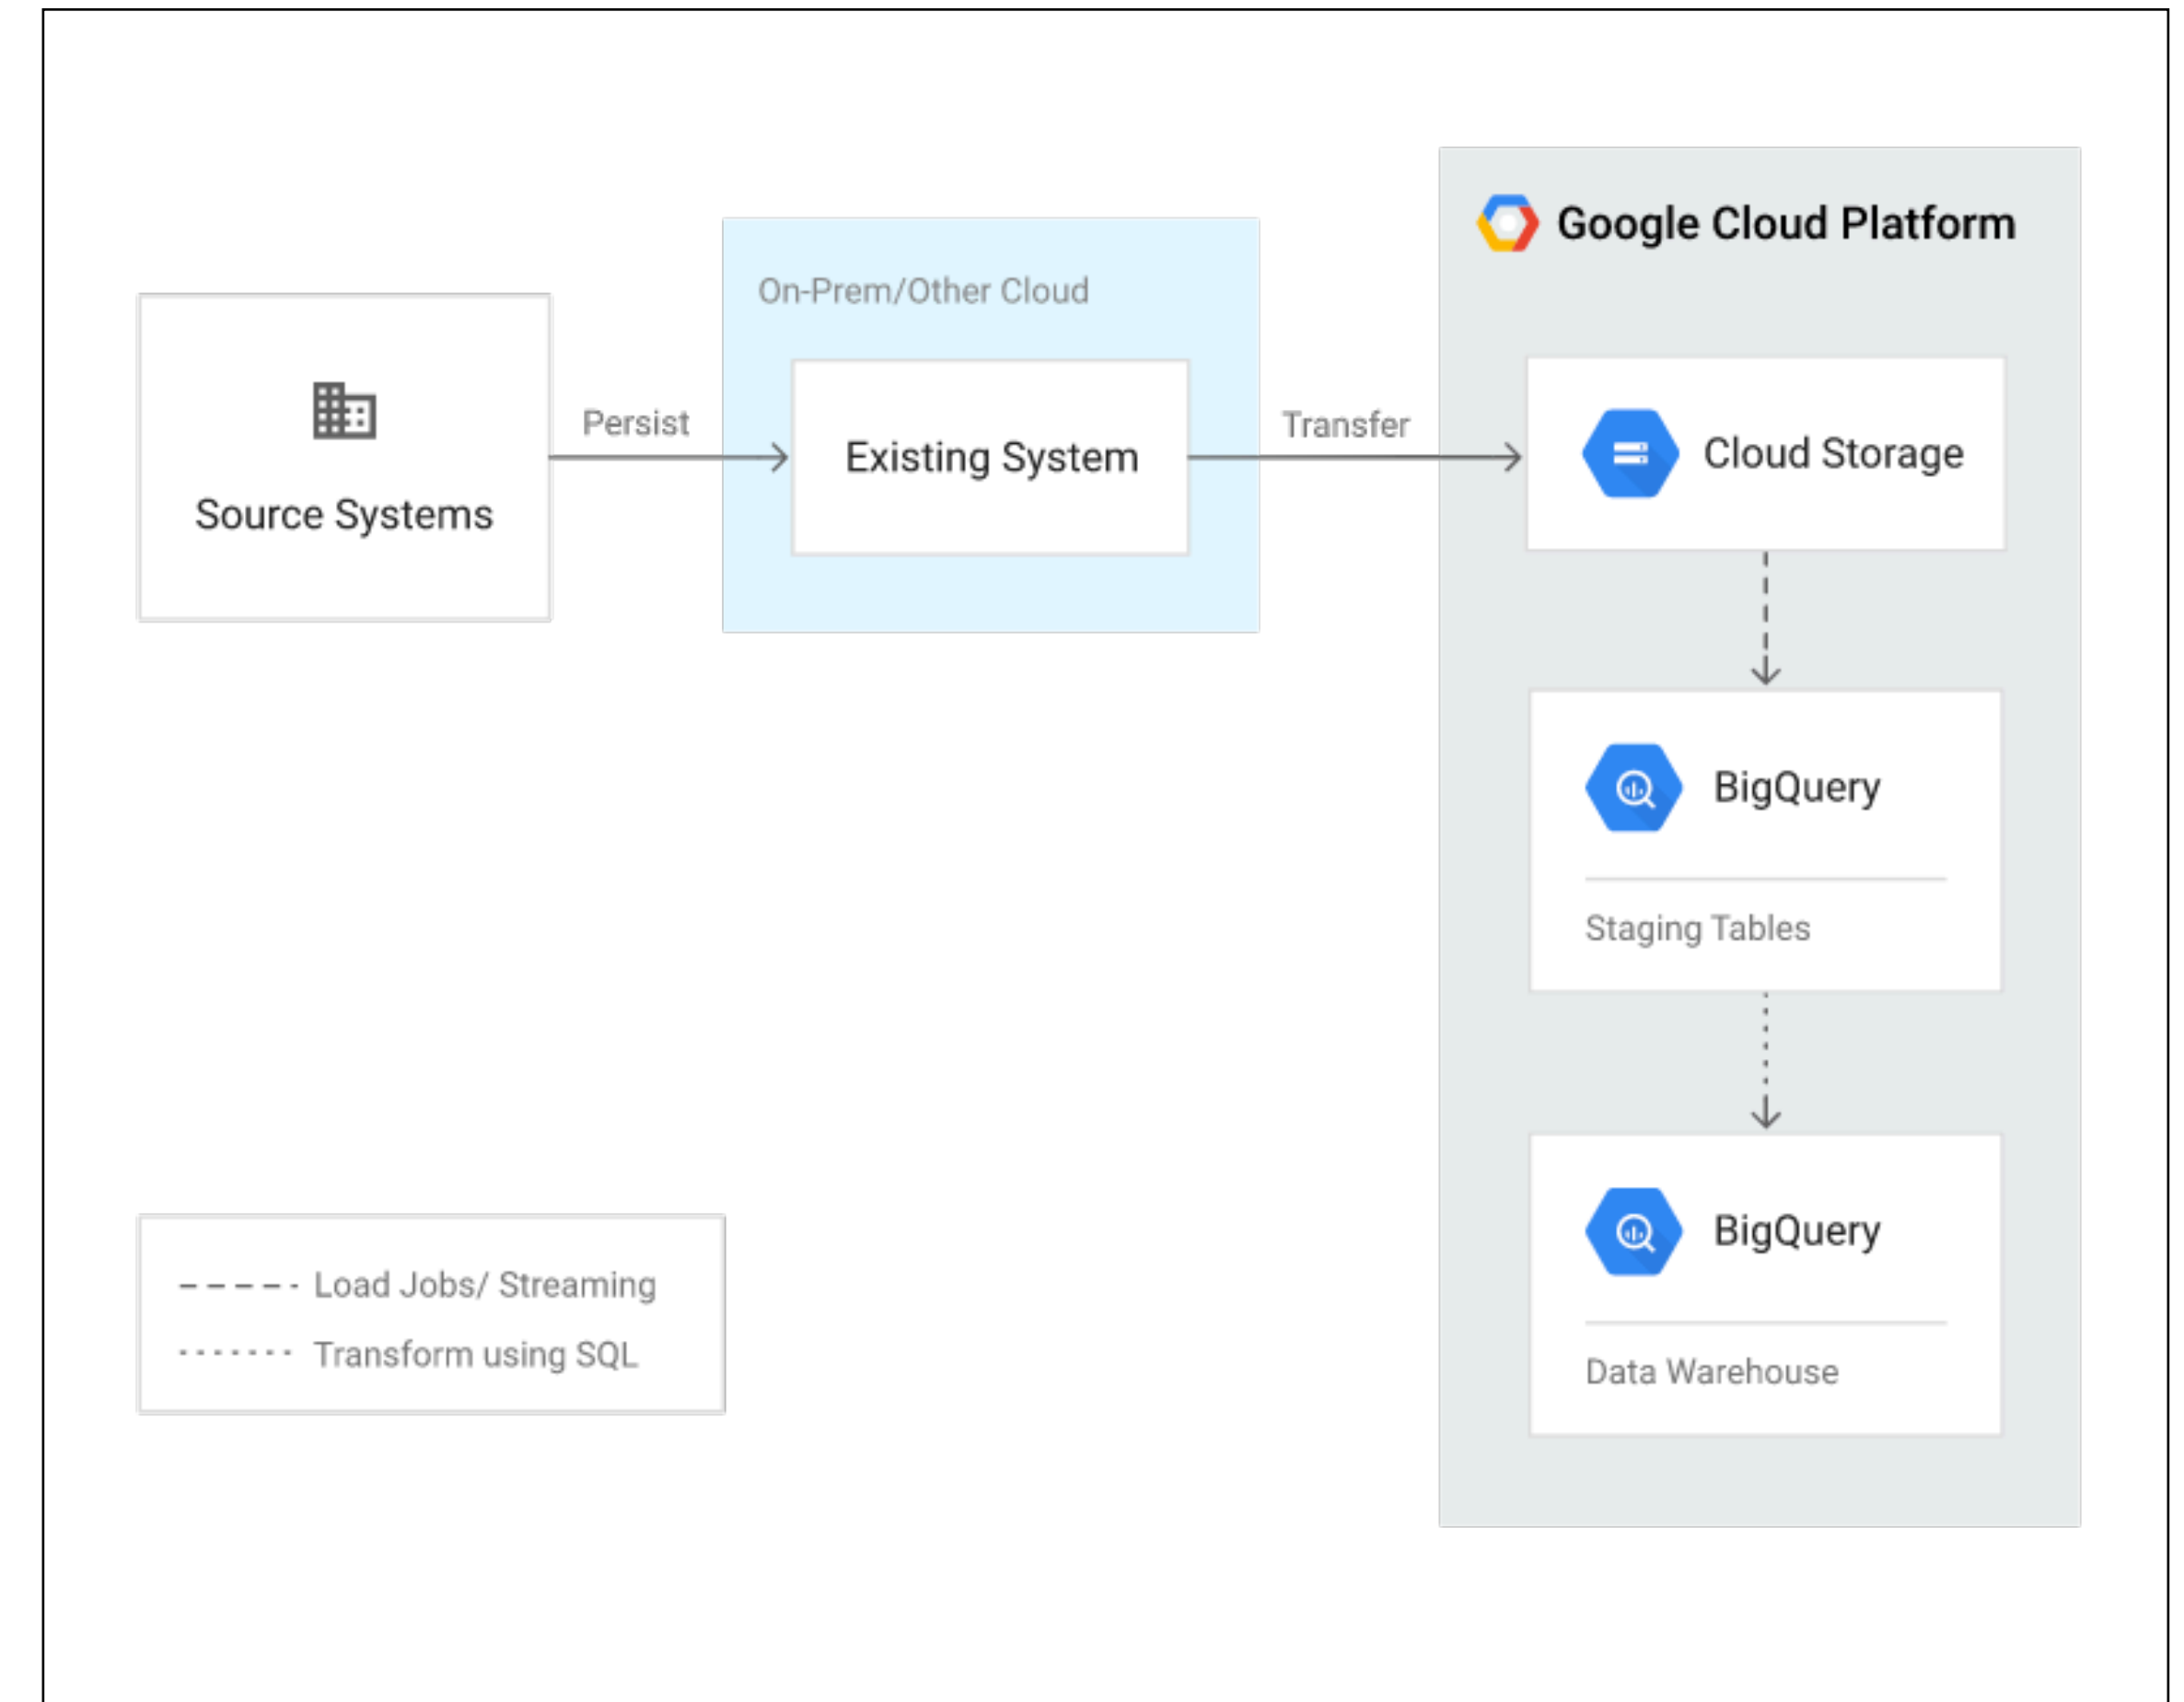 Google Cloud Platform
On-Prem/Other Cloud
Source Systems
Persist
Existing System
Transfer
Cloud Storage
BigQuery
Staging Tables
BigQuery
Data Warehouse
Load Jobs/ Streaming
Transform using SQL